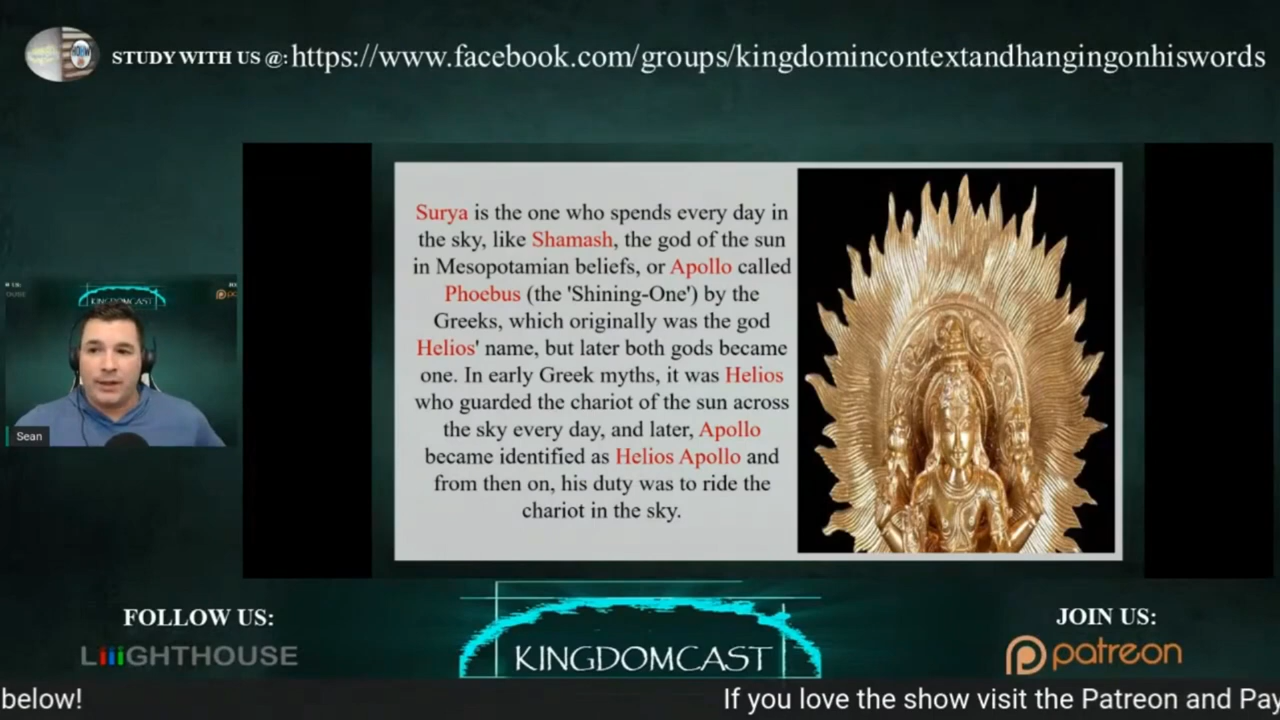 STUDY WITH US @: https://www.facebook.com/groups/kingdomincontextandhangingonhiswords
Surya is the one who spends every day in
the sky, like Shamash, the god of the sun
in Mesopotamian beliefs, or Apollo called
Phoebus (the 'Shining-One') by the
Greeks, which originally was the god
Helios' name, but later both gods became
one. In early Greek myths, it was Helios
who guarded the chariot of the sun across
the sky every day, and later, Apollo
became identified as Helios Apollo and
from then on, his duty was to ride the
chariot in the sky.
KINGDOMCAST
Sean
FOLLOW US:
LIIIGHTHOUSE
KINGDOMCAST
JOIN US:
patreon
below!
If you love the show visit the Patreon and Pay